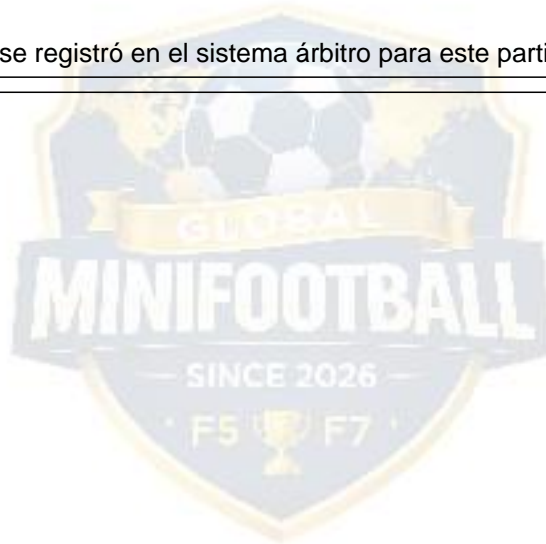 se registró en el sistema árbitro para este parti
GLOBAL
MINIFOOTBALL
SINCE 2026
F5 F7